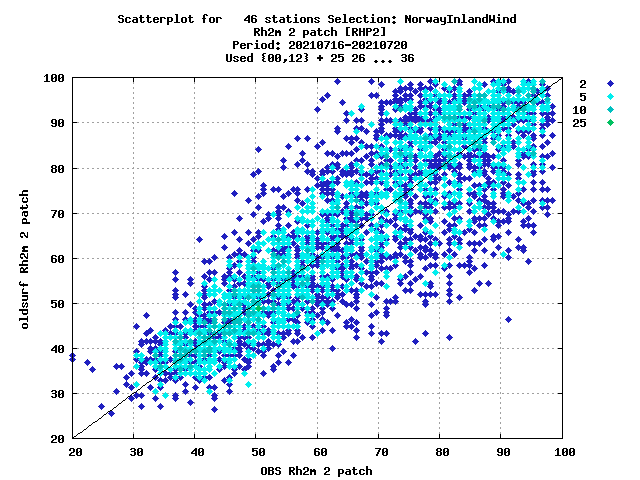 Scatterplot for   46 stations Selection: NorwayInlandWind
Rh2m 2 patch [RHP2]
Period: 20210716-20210720
Used {00,12} + 25 26 ... 36
2
5
10
25
100
90
80
70
60
50
40
30
20
oldsurf Rh2m 2 patch
20 30 40 50 60 70 80 90 100
OBS Rh2m 2 patch